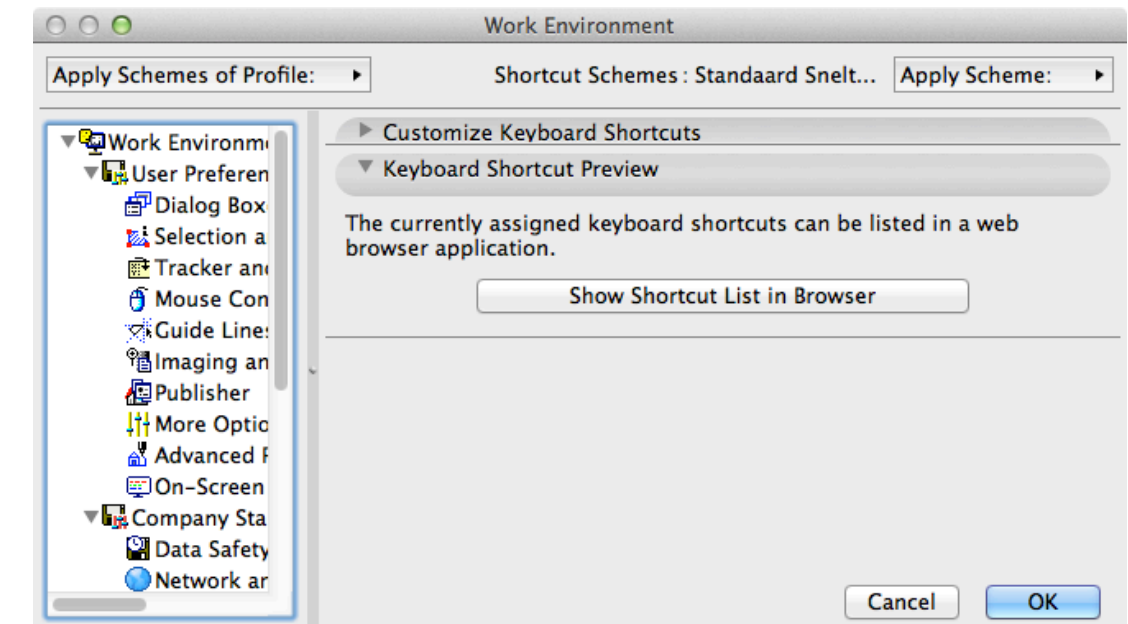 Work Environment
Apply Schemes of Profile:
Shortcut Schemes : Standaard Snelt...
Apply Scheme:
Work Environm
User Preferen
Dialog Box
Selection a
Tracker an
Mouse Con
Guide Line
Imaging an
Publisher
More Optio
Advanced
On-Screen
Company Sta
Data Safety
Network ar
Customize Keyboard Shortcuts
Keyboard Shortcut Preview
The currently assigned keyboard shortcuts can be listed in a web
browser application.
Show Shortcut List in Browser
Cancel
OK